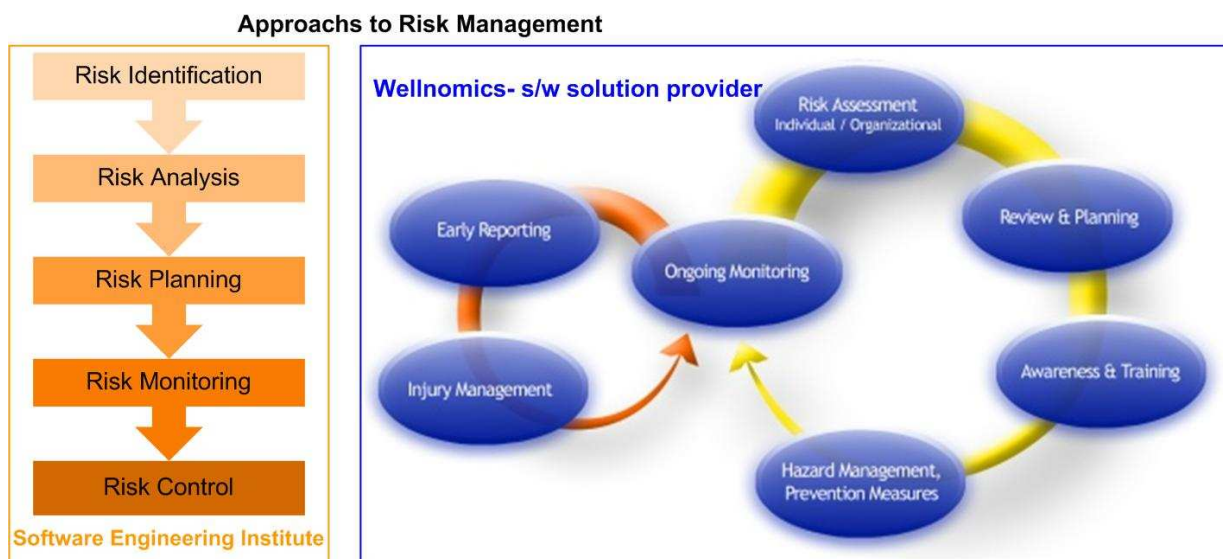 Approachs to Risk Management
Risk Identification
Risk Analysis
Risk Planning
Risk Monitoring
Risk Control
Software Engineering Institute
Wellnomics- s/w solution provider
Risk Assessment
Individual / Organizational
Review & Planning
Awareness & Training
Hazard Management,
Prevention Measures
Ongoing Monitoring
Early Reporting
Injury Management